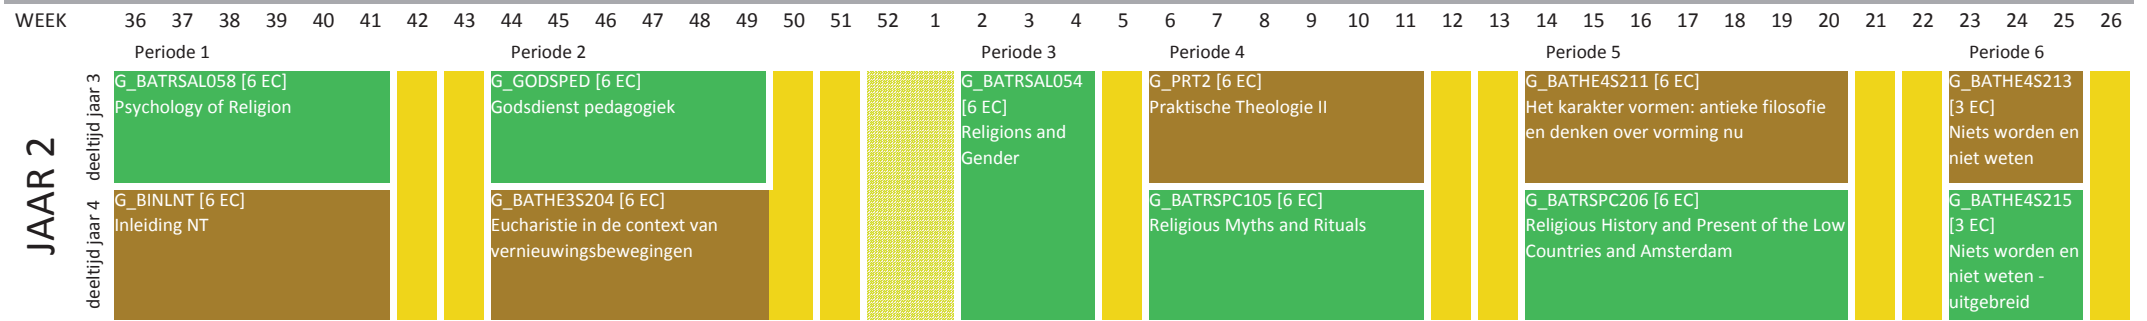 WEEK 36 37 38 39 40 41 42 43 44 45 46 47 48 49 50 51 52 1 2 3 4 5 6 7 8 9 10 11 12 13 14 15 16 17 18 19 20 21 22 23 24 25 26
Periode 1 Periode 2 Periode 3 Periode 4 Periode 5 Periode 6
JAAR 2
deeltijd jaar 3
G_BATRSAL058 [6 EC]
Psychology of Religion
G_GODSPED [6 EC]
Godsdienst pedagogiek
G_BATRSAL054
[6 EC]
Religions and
Gender
G_PRT2 [6 EC]
Praktische Theologie II
G_BATHE4S211 [6 EC]
Het karakter vormen: antieke filosofie
en denken over vorming nu
G_BATHE4S213
[3 EC]
Niets worden en
niet weten
deeltijd jaar 4
G_BINLNT [6 EC]
Inleiding NT
G_BATHE3S204 [6 EC]
Eucharistie in de context van
vernieuwingsbewegingen
G_BATRSPC105 [6 EC]
Religious Myths and Rituals
G_BATRSPC206 [6 EC]
Religious History and Present of the Low
Countries and Amsterdam
G_BATHE4S215
[3 EC]
Niets worden en
niet weten -
uitgebreid